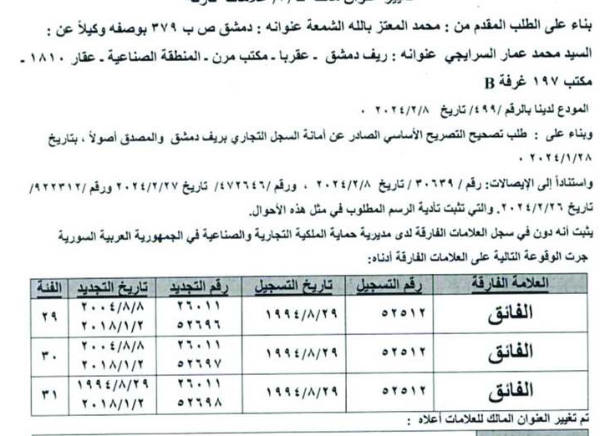 بناء على الطلب المقدم من : محمد المعتز بالله الشمعة عنوانه : دمشق ص ب ٣٧٩ بوصفه وكيلاً عن :
السيد محمد عمار السرايجي عنوانه : ريف دمشق - عقربا - مكتب مرن - المنطقة الصناعية - عقار ١٨١٠ -
مكتب ١٩٧ غرفة B
المودع لدينا بالرقم /٤٩٩/ تاريخ ٢٠٢٤/٢/٨ ٠
وبناء على : طلب تصحيح التصريح الأساسي الصادر عن أمانة السجل التجاري بريف دمشق والمصدق أصولاً ، بتاريخ
٢٠٢٤/١/٢٨ ٠
واستناداً إلى الإيصالات: رقم / ٣٠٦٣٩ / تاريخ ٢٠٢٤/٢/٨ ، ورقم /٤٧٢٦٤٦/ تاريخ ٢٠٢٤/٢/٢٧ ورقم /٩٢٢٣١٢/
تاريخ ٢٠٢٤/٢/٢٦. والتي تثبت تأدية الرسم المطلوب في مثل هذه الأحوال.
يثبت أنه دون في سجل العلامات الفارقة لدى مديرية حماية الملكية التجارية والصناعية في الجمهورية العربية السورية
جرت الوقوعة التالية على العلامات الفارقة أدناه:
العلامة الفارقة رقم التسجيل تاريخ التسجيل رقم التجديد تاريخ التجديد الفئة
الفائق ٥٢٥١٢ ١٩٩٤/٨/٢٩ ٢٦٠١١ ٢٠٠٤/٨/٨ ٢٩
٥٢٦٩٦ ٢٠١٨/١/٢
الفائق ٥٢٥١٢ ١٩٩٤/٨/٢٩ ٢٦٠١١ ٢٠٠٤/٨/٨ ٣٠
٥٢٦٩٧ ٢٠١٨/١/٢
الفائق ٥٢٥١٢ ١٩٩٤/٨/٢٩ ٢٦٠١١ ١٩٩٤/٨/٢٩ ٣١
٥٢٦٩٨ ٢٠١٨/١/٢
تم تغيير العنوان المالك للعلامات أعلاه :